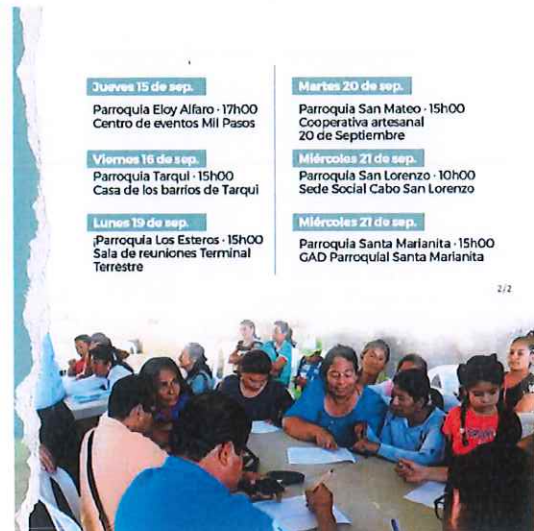 Jueves 15 de sep.
Parroquia Eloy Alfaro · 17h00
Centro de eventos Mil Pasos
Viernes 16 de sep.
Parroquia Tarqui · 15h00
Casa de los barrios de Tarqui
Lunes 19 de sep.
¡Parroquia Los Esteros · 15h00
Sala de reuniones Terminal
Terrestre
Martes 20 de sep.
Parroquia San Mateo · 15h00
Cooperativa artesanal
20 de Septiembre
Miércoles 21 de sep.
Parroquia San Lorenzo · 10h00
Sede Social Cabo San Lorenzo
Miércoles 21 de sep.
Parroquia Santa Marianita · 15h00
GAD Parroquial Santa Marianita
2/2